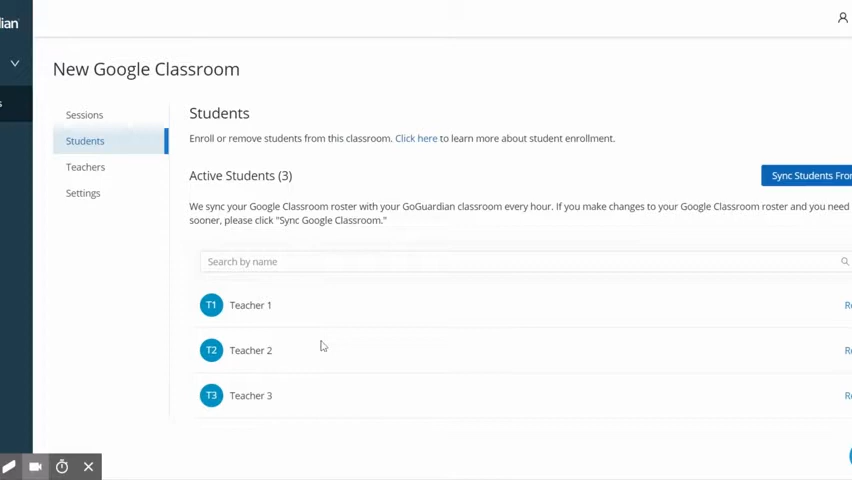 ian
New Google Classroom
Sessions
Students
Teachers
Settings
Students
Enroll or remove students from this classroom. Click here to learn more about student enrollment.
Active Students (3)
Sync Students From
We sync your Google Classroom roster with your GoGuardian classroom every hour. If you make changes to your Google Classroom roster and you need
sooner, please click "Sync Google Classroom."
Search by name
T1 Teacher 1
T2 Teacher 2
T3 Teacher 3